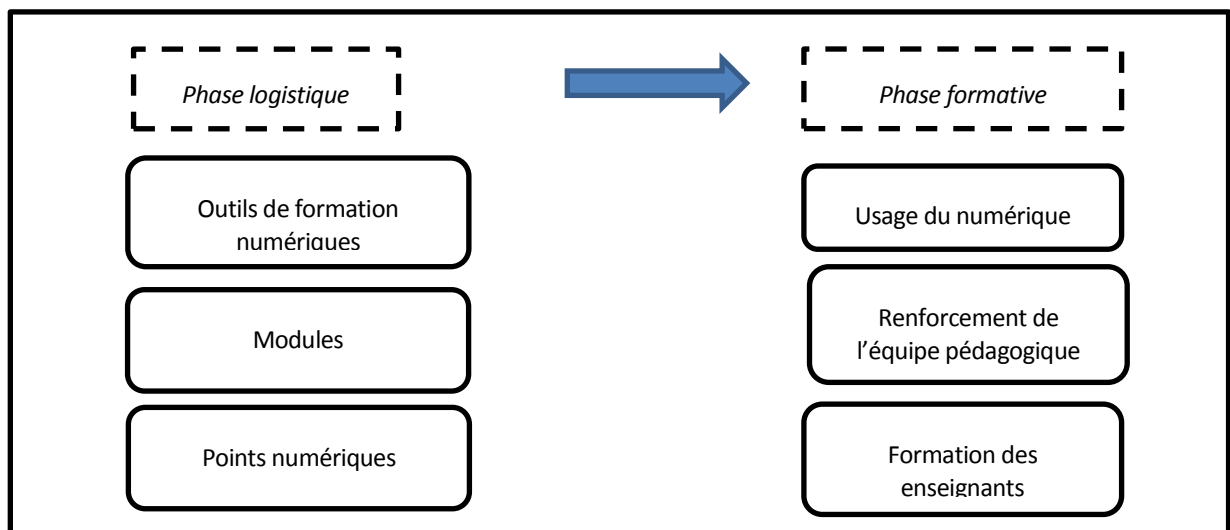 Phase logistique
Phase formative
Outils de formation
numériques
Modules
Points numériques
Usage du numérique
Renforcement de
l'équipe pédagogique
Formation des
enseignants